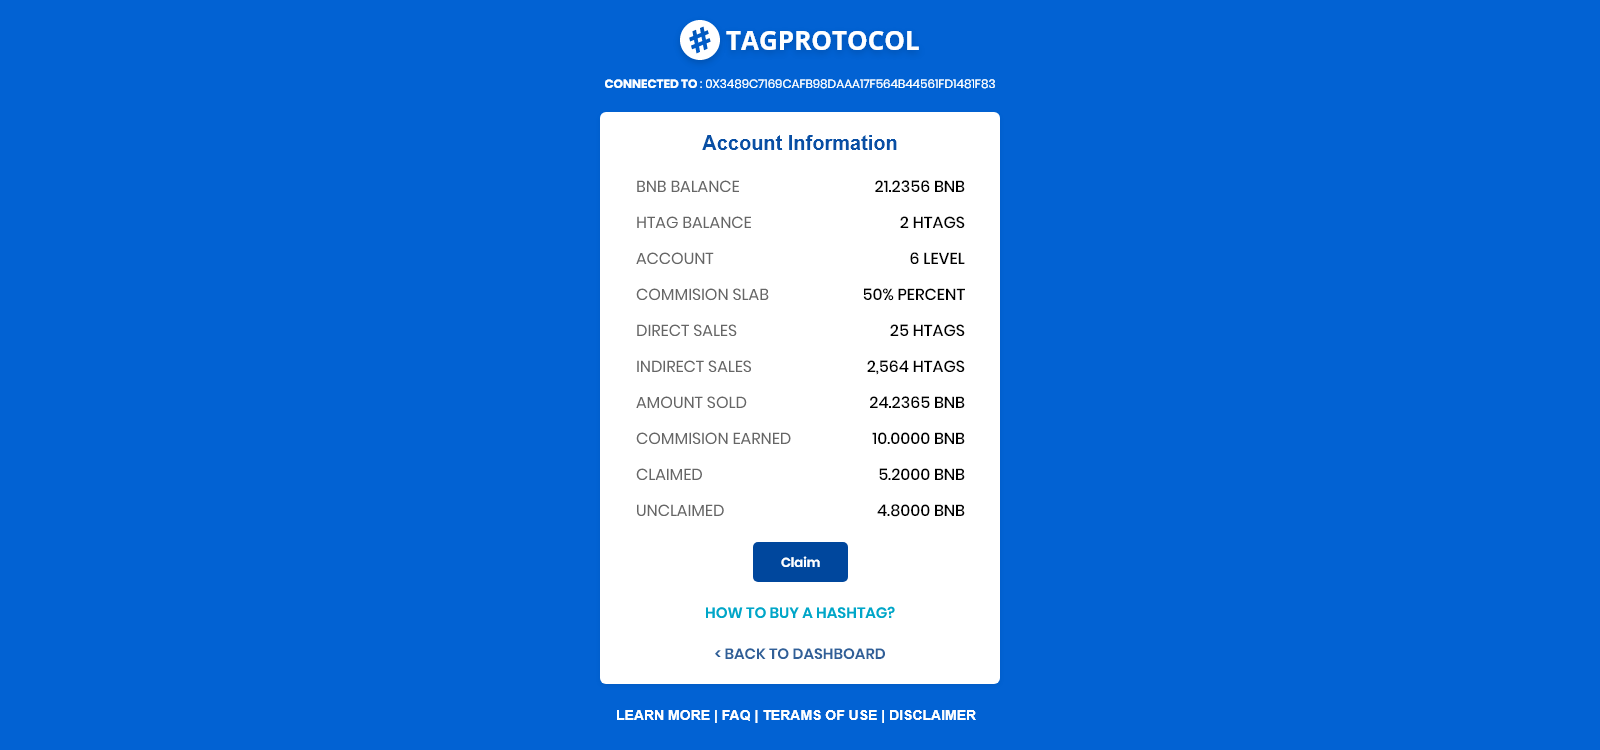 # TAGPROTOCOL
CONNECTED TO : 0X3489C7169CAFB98DAAA17F564B44561FD1481F83
Account Information
BNB BALANCE 21.2356 BNB
HTAG BALANCE 2 HTAGS
ACCOUNT 6 LEVEL
COMMISION SLAB 50% PERCENT
DIRECT SALES 25 HTAGS
INDIRECT SALES 2,564 HTAGS
AMOUNT SOLD 24.2365 BNB
COMMISION EARNED 10.0000 BNB
CLAIMED 5.2000 BNB
UNCLAIMED 4.8000 BNB
Claim
HOW TO BUY A HASHTAG?
< BACK TO DASHBOARD
LEARN MORE | FAQ | TERAMS OF USE | DISCLAIMER